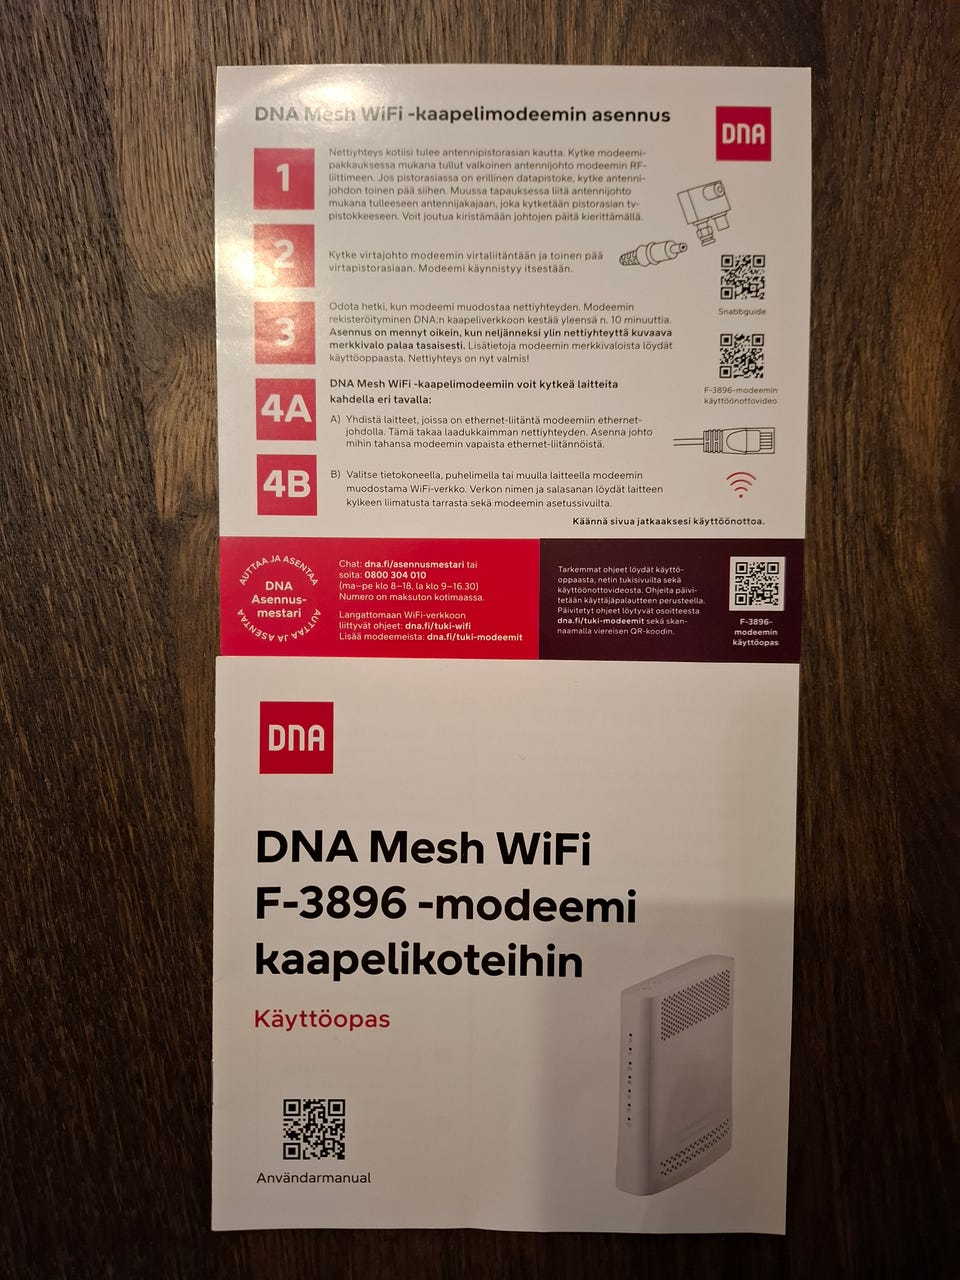 DNA Mesh WiFi -kaapelimodeemin asennus
DNA
1
Nettiyhteys kotiisi tulee antennipistorasian kautta. Kytke modeemi-
pakkauksessa mukana tullut valkoinen antennijohto modeemin RF-
liittimeen. Jos pistorasiassa on erillinen datapistoke, kytke antenni-
johdon toinen pää siihen. Muussa tapauksessa liitä antennijohto
mukana tulleeseen antennijakajaan, joka kytketään pistorasian tv-
pistokkeeseen. Voit joutua kiristämään johtojen päitä kierittämällä.
2
Kytke virtajohto modeemin virtaliitäntään ja toinen pää
virtapistorasiaan. Modeemi käynnistyy itsestään.
Snabbguide
3
Odota hetki, kun modeemi muodostaa nettiyhteyden. Modeemin
rekisteröityminen DNA:n kaapeliverkkoon kestää yleensä n. 10 minuuttia.
Asennus on mennyt oikein, kun neljänneksi ylin nettiyhteyttä kuvaava
merkkivalo palaa tasaisesti. Lisätietoja modeemin merkkivaloista löydät
käyttöoppaasta. Nettiyhteys on nyt valmis!
F-3896-modeemin
käyttöönottovideo
4A
DNA Mesh WiFi -kaapelimodeemiin voit kytkeä laitteita
kahdella eri tavalla:
A) Yhdistä laitteet, joissa on ethernet-liitäntä modeemiin ethernet-
johdolla. Tämä takaa laadukkaimman nettiyhteyden. Asenna johto
mihin tahansa modeemin vapaista ethernet-liitännöistä.
4B
B) Valitse tietokoneella, puhelimella tai muulla laitteella modeemin
muodostama WiFi-verkko. Verkon nimen ja salasanan löydät laitteen
kylkeen liimatusta tarrasta sekä modeemin asetussivuilta.
Käännä sivua jatkaaksesi käyttöönottoa.
AUTTAA JA ASENTAA
DNA
Asennus-
mestari
AUTTAA JA ASENTAA
Chat: dna.fi/asennusmestari tai
soita: 0800 304 010
(ma–pe klo 8–18, la klo 9–16.30)
Numero on maksuton kotimaassa.
Langattomaan WiFi-verkkoon
liittyvät ohjeet: dna.fi/tuki-wifi
Lisää modeemeista: dna.fi/tuki-modeemit
Tarkemmat ohjeet löydät käyttö-
oppaasta, netin tukisivuilta sekä
käyttöönottovideosta. Ohjeita päivi-
tetään käyttäjäpalautteen perusteella.
Päivitetyt ohjeet löytyvät osoitteesta
dna.fi/tuki-modeemit sekä skan-
naamalla viereisen QR-koodin.
F-3896-
modeemin
käyttöopas
DNA
DNA Mesh WiFi
F-3896 -modeemi
kaapelikoteihin
Käyttöopas
Användarmanual